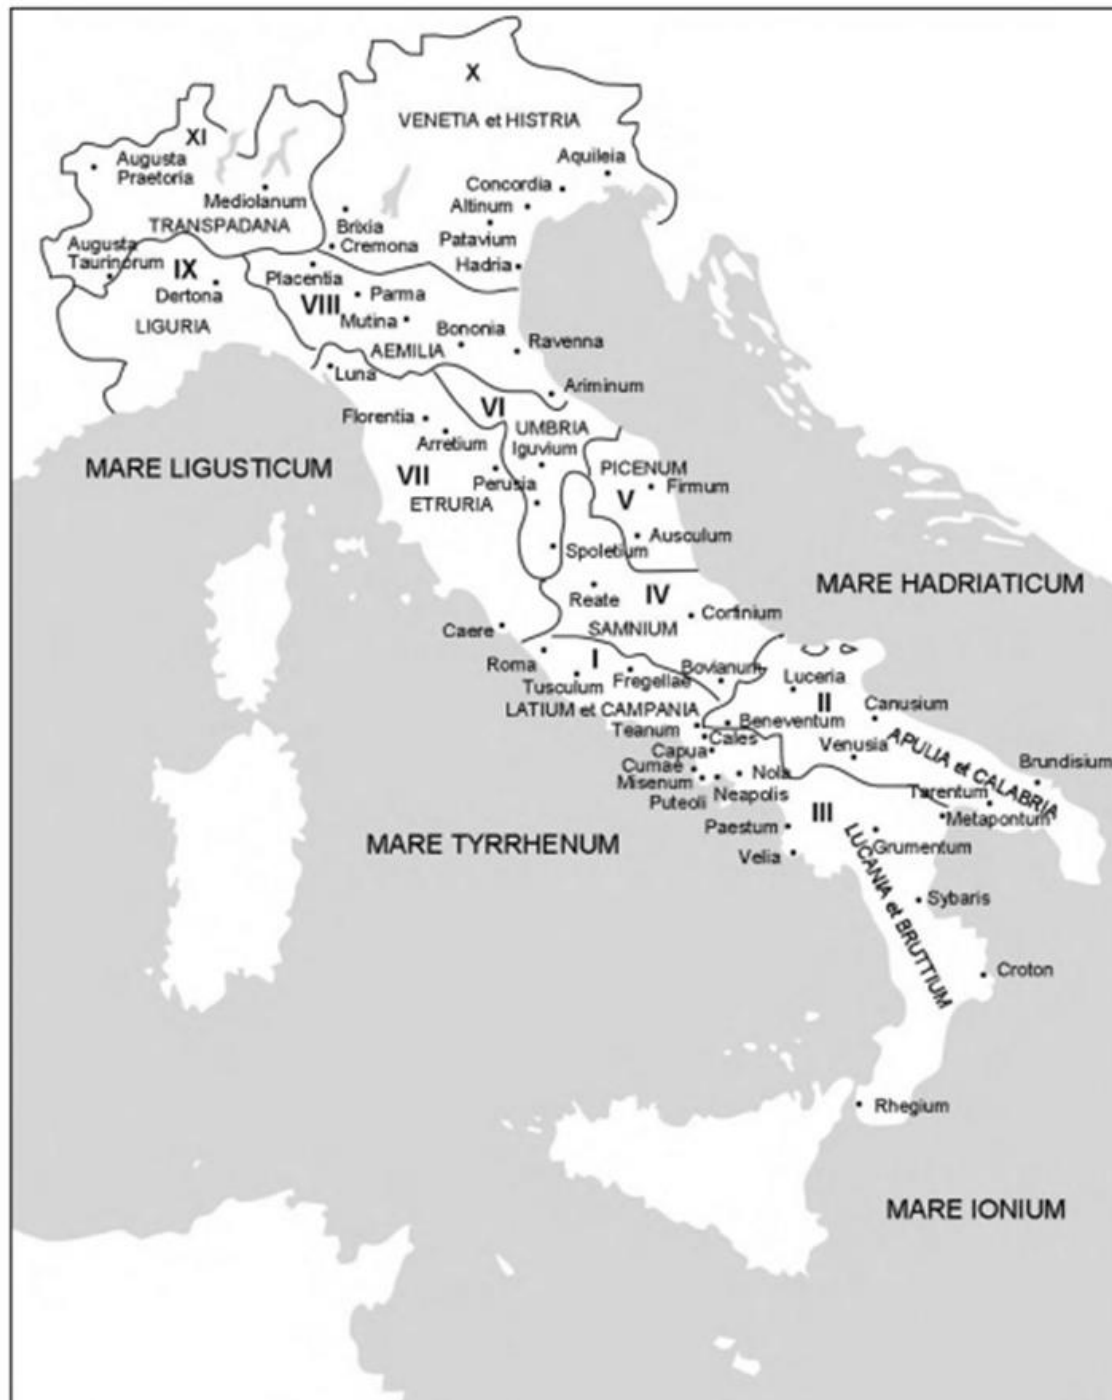 X
VENETIA et HISTRIA
XI
Augusta
Praetoria
Aquileia
Concordia
Mediolanum
Altinum
TRANSPADANA
Brixia
Patavium
Augusta
Taurinorum
Cremona
IX
Placentia
Hadria
Dertona
VIII
Parma
LIGURIA
Mutina
Bononia
Ravenna
AEMILIA
Luna
Ariminum
VI
Florentia
UMBRIA
Arretium
Iguvium
MARE LIGUSTICUM
VII
PICENUM
Perusia
Firmum
ETRURIA
V
Ausculum
Spoletium
MARE HADRIATICUM
Reate
IV
Corfinium
Caere
SAMNIUM
Roma
I
Bovianum
Tusculum
Fregellae
Luceria
II
LATIUM et CAMPANIA
Canusium
Teanum
Beneventum
Cales
APULIA et CALABRIA
Capua
Venusia
Cumae
Nola
Brundisium
Misenum
Neapolis
Tarentum
Puteoli
III
Metapontum
Paestum
MARE TYRRHENUM
Grumentum
Velia
LUCANIA et BRUTTIUM
Sybaris
Croton
Rhegium
MARE IONIUM